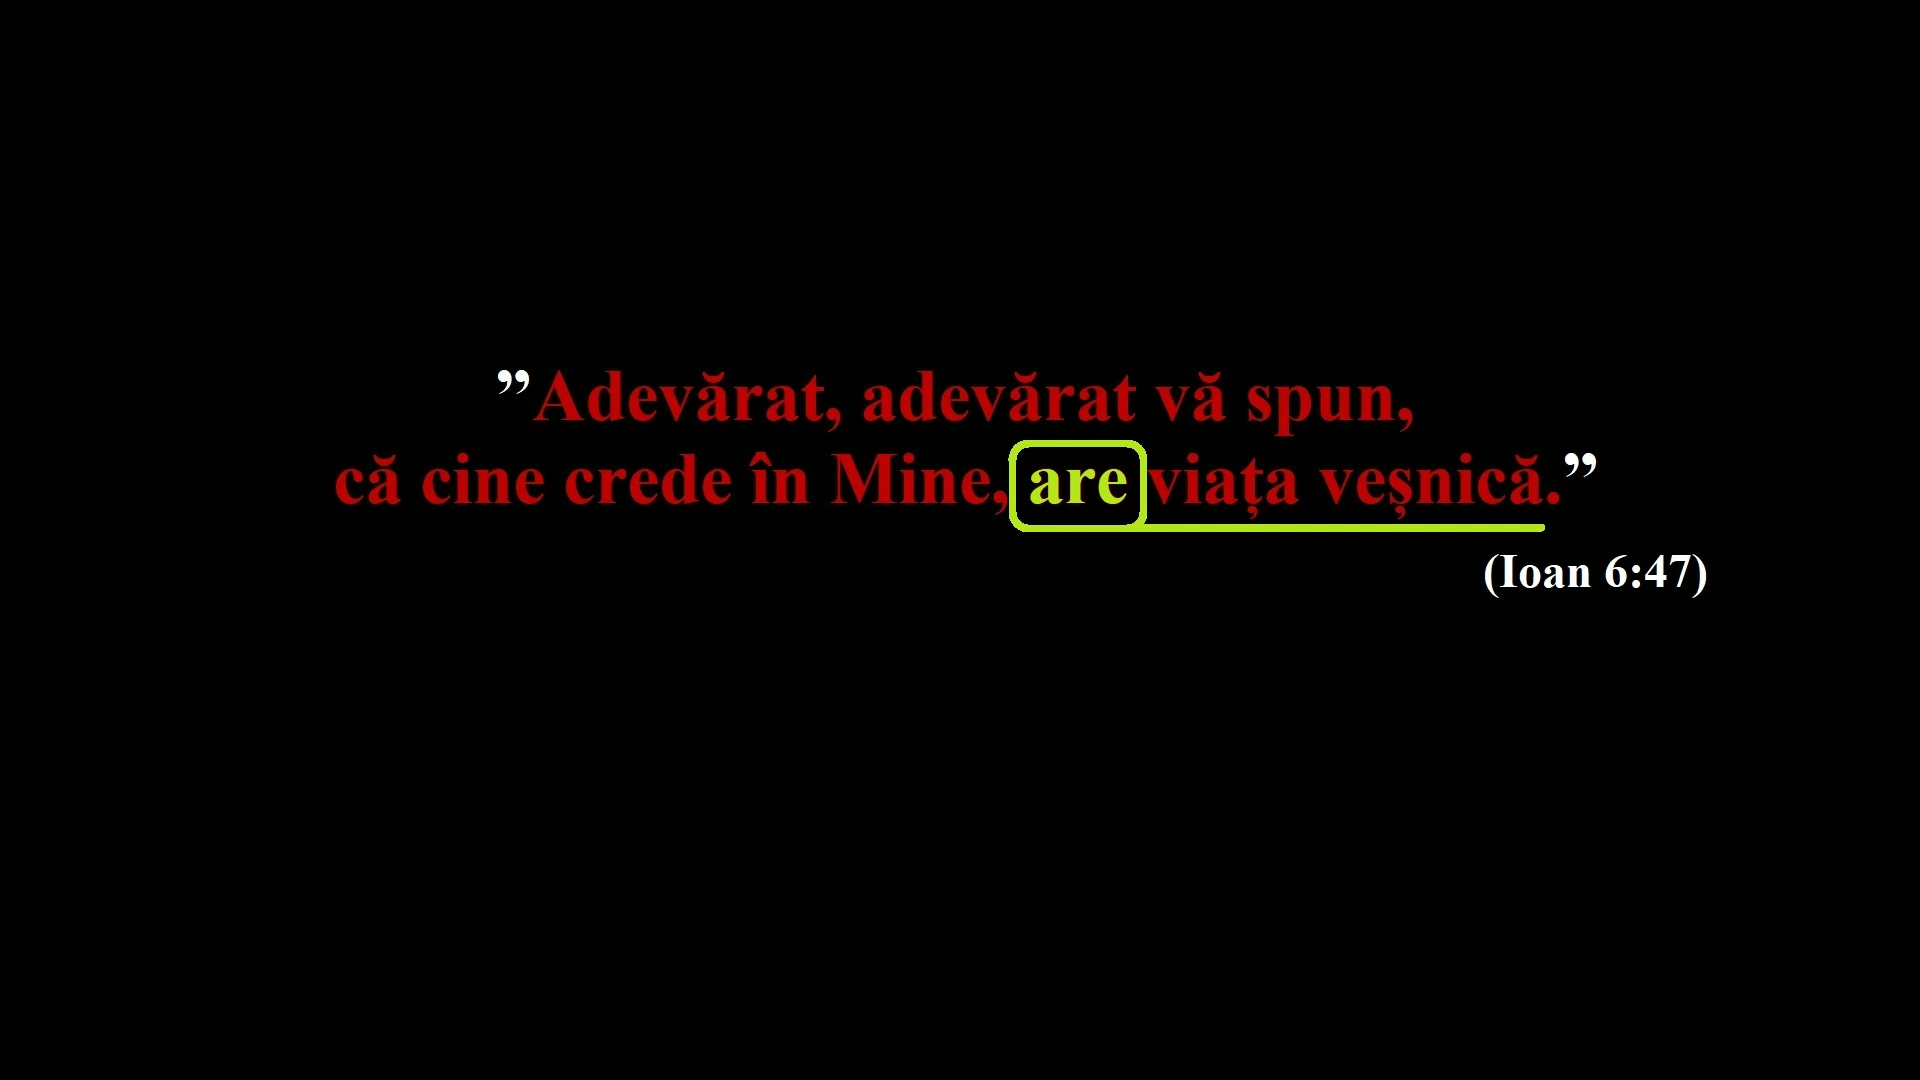 ”Adevărat, adevărat vă spun,
că cine crede în Mine, are viața veșnică.”
(Ioan 6:47)